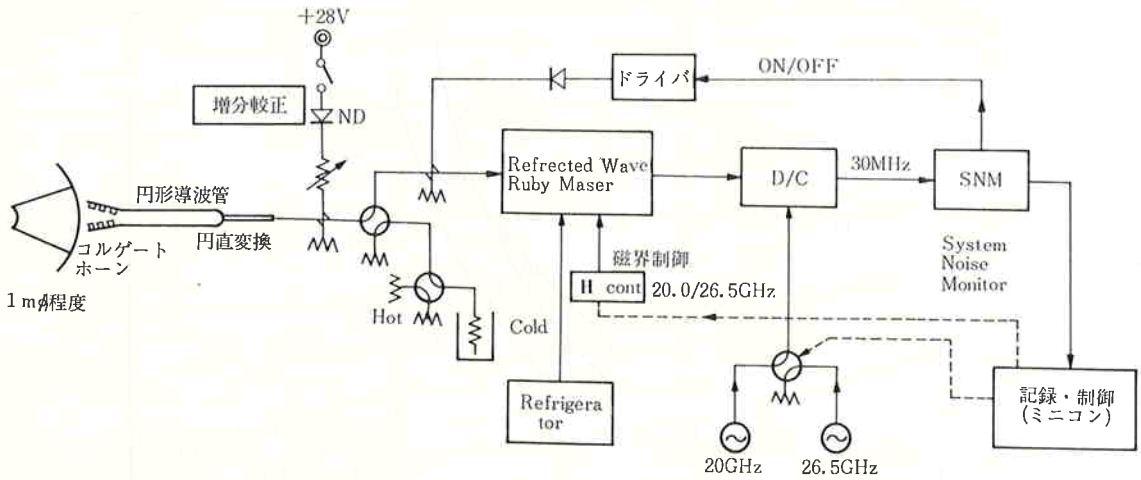 +28V
増分較正
ND
ドライバ
ON/OFF
Refrected Wave
Ruby Maser
D/C
30MHz
SNM
円形導波管
円直変換
コルゲート
ホーン
1mφ程度
Hot
Cold
磁界制御
H cont
20.0/26.5GHz
System
Noise
Monitor
Refrigera
tor
20GHz
26.5GHz
記録・制御
(ミニコン)